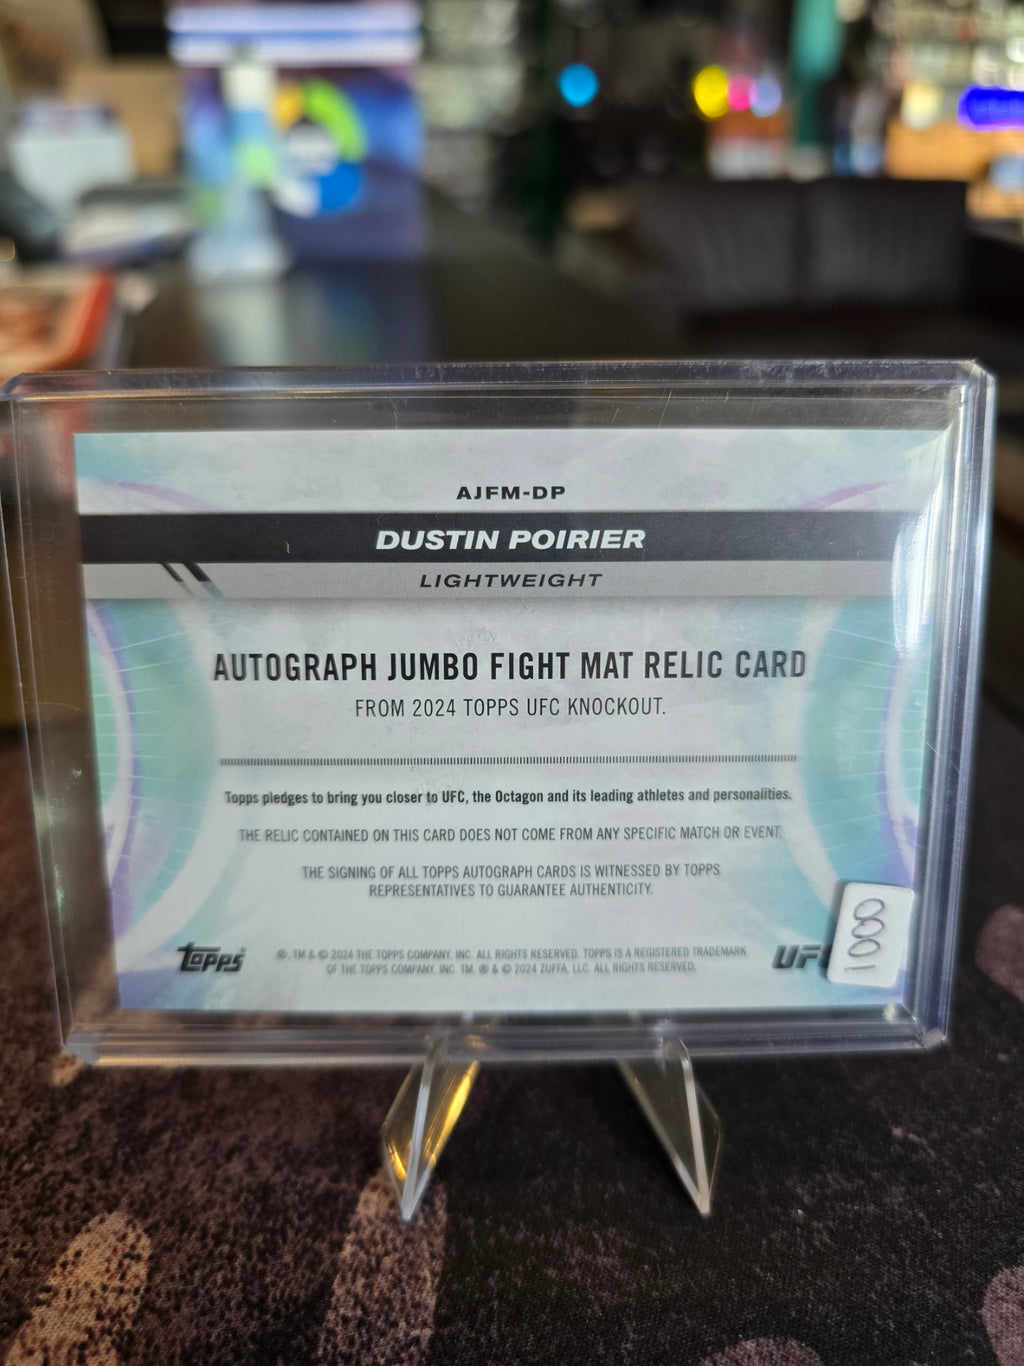 AJFM-DP
DUSTIN POIRIER
LIGHTWEIGHT
AUTOGRAPH JUMBO FIGHT MAT RELIC CARD
FROM 2024 TOPPS UFC KNOCKOUT.
Topps pledges to bring you closer to UFC, the Octagon and its leading athletes and personalities.
THE RELIC CONTAINED ON THIS CARD DOES NOT COME FROM ANY SPECIFIC MATCH OR EVENT.
THE SIGNING OF ALL TOPPS AUTOGRAPH CARDS IS WITNESSED BY TOPPS
REPRESENTATIVES TO GUARANTEE AUTHENTICITY.
topps
®, TM & © 2024 THE TOPPS COMPANY, INC. ALL RIGHTS RESERVED. TOPPS IS A REGISTERED TRADEMARK
OF THE TOPPS COMPANY, INC. TM, ® & © 2024 ZUFFA, LLC. ALL RIGHTS RESERVED.
UF
1000